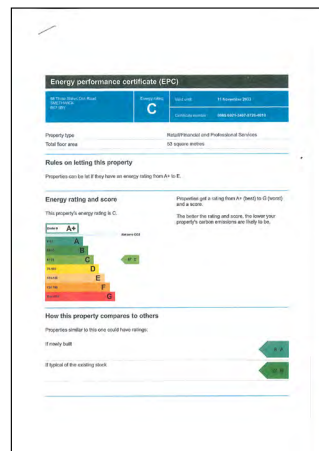 Energy performance certificate (EPC)
Energy rating
C
Valid until
Certificate number
Property type
Retail/Financial and Professional Services
Total floor area
53 square metres
Rules on letting this property
Properties can be let if they have an energy rating from A+ to E.
Energy rating and score
This property's energy rating is C.
Properties get a rating from A+ (best) to G (worst)
and a score.
The better the rating and score, the lower your
property's carbon emissions are likely to be.
A+
A
B
C
D
E
F
G
How this property compares to others
Properties similar to this one could have ratings:
If newly built
If typical of the existing stock